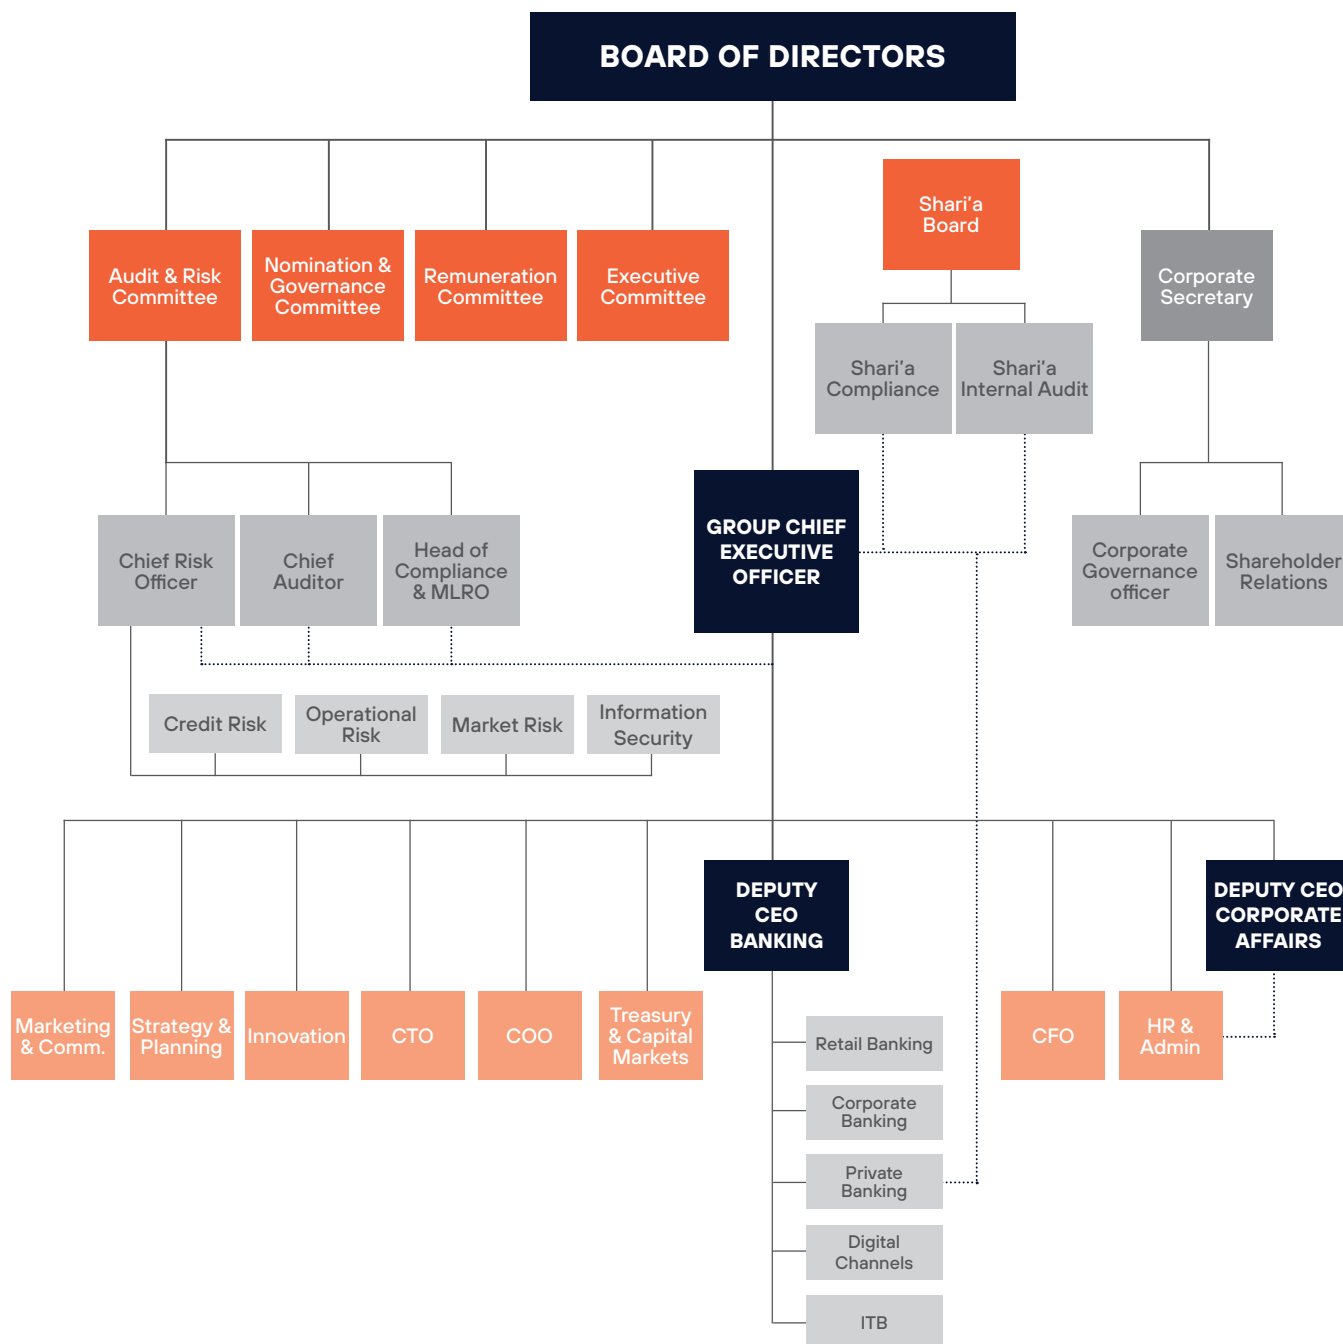 BOARD OF DIRECTORS
Shari'a
Board
Audit & Risk
Committee
Nomination &
Governance
Committee
Remuneration
Committee
Executive
Committee
Corporate
Secretary
Shari'a
Compliance
Shari'a
Internal Audit
GROUP CHIEF
EXECUTIVE
OFFICER
Chief Risk
Officer
Chief
Auditor
Head of
Compliance
& MLRO
Corporate
Governance
officer
Shareholder
Relations
Credit Risk
Operational
Risk
Market Risk
Information
Security
DEPUTY
CEO
BANKING
DEPUTY CEO
CORPORATE
AFFAIRS
Marketing
& Comm.
Strategy &
Planning
Innovation
CTO
COO
Treasury
& Capital
Markets
CFO
HR &
Admin
Retail Banking
Corporate
Banking
Private
Banking
Digital
Channels
ITB